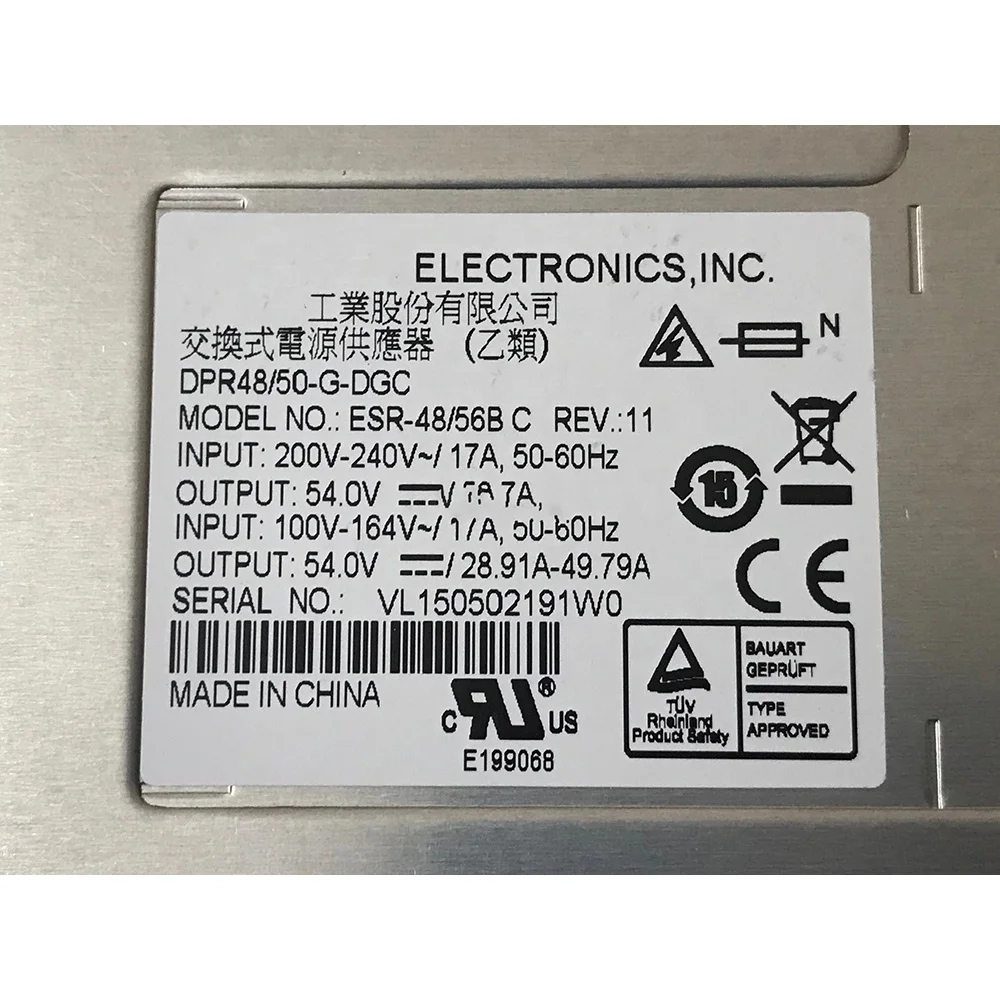 ELECTRONICS,INC.
工業股份有限公司
交換式電源供應器 (乙類)
N
DPR48/50-G-DGC
MODEL NO.: ESR-48/56B C REV.:11
INPUT: 200V-240V~/ 17A, 50-60Hz
OUTPUT: 54.0V
INPUT: 100V-164V~/ 17A, 50-60Hz
OUTPUT: 54.0V ⎓/ 28.91A-49.79A
SERIAL NO.: VL150502191W0
MADE IN CHINA
15
CE
C UR ® US
E199068
TÜV
Rheinland
Product Safety
BAUART
GEPRÜFT
TYPE
APPROVED